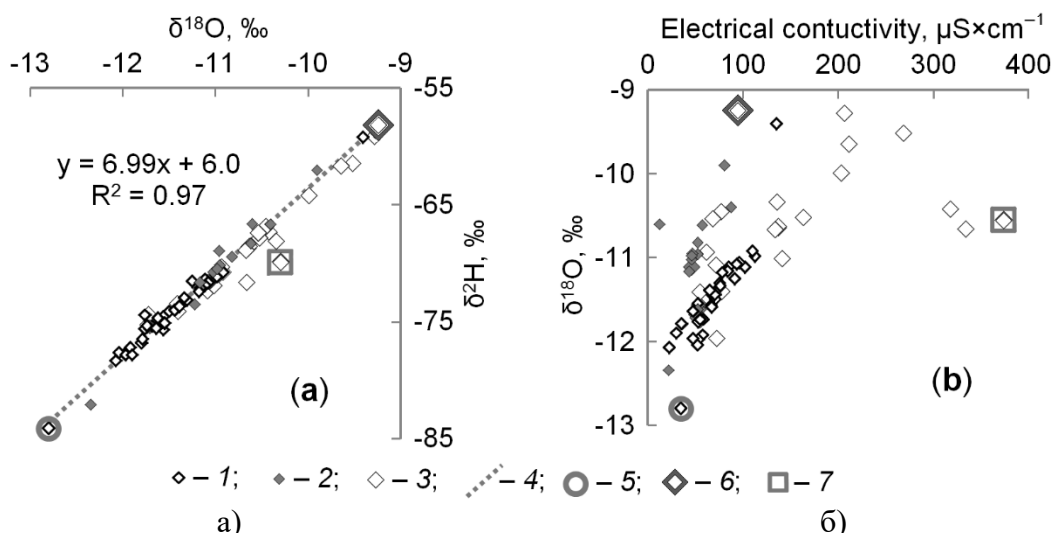 δ¹⁸O, ‰
-13 -12 -11 -10 -9
-55
-65
-75
-85
δ²H, ‰
y = 6.99x + 6.0
R² = 0.97
(a)
Electrical contuctivity, µS×cm⁻¹
0 100 200 300 400
-9
-10
-11
-12
-13
δ¹⁸O, ‰
(b)
– 1; – 2; – 3; – 4; – 5; – 6; – 7
а) б)